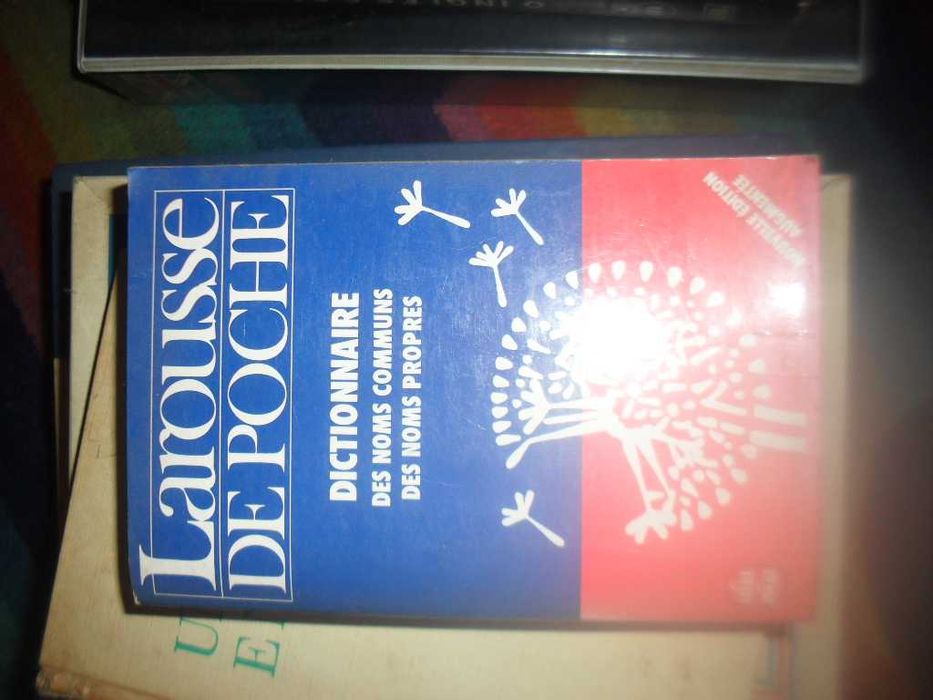 Larousse
DE POCHE
DICTIONNAIRE
DES NOMS COMMUNS
DES NOMS PROPRES
NOUVELLE ÉDITION
AUGMENTÉE